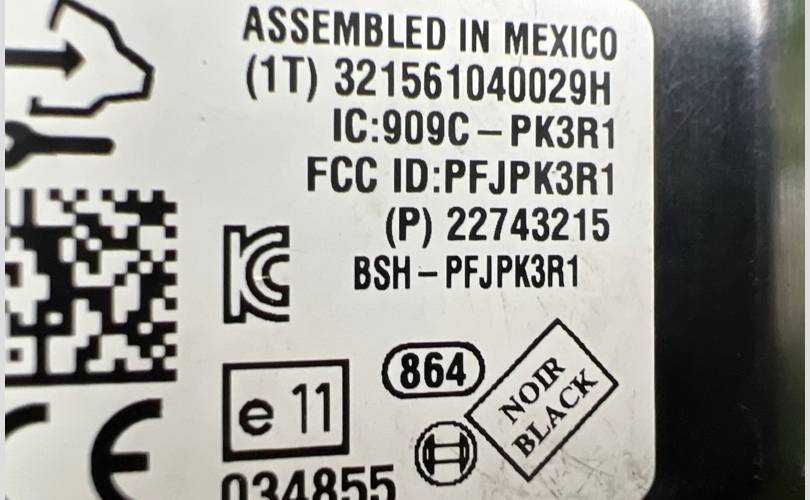 ASSEMBLED IN MEXICO
(1T) 321561040029H
IC:909C-PK3R1
FCC ID:PFJPK3R1
(P) 22743215
BSH-PFJPK3R1
864
NOIR
BLACK
e 11
034855